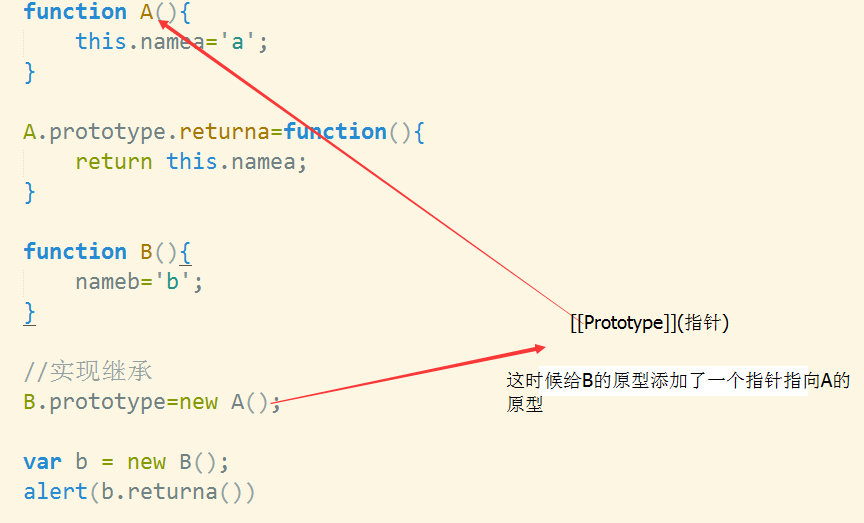 function A(){
    this.namea='a';
}
A.prototype.returna=function(){
    return this.namea;
}
function B(){
    nameb='b';
}
[[Prototype]](指针)
//实现继承
这时候给B的原型添加了一个指针指向A的
原型
B.prototype=new A();
var b = new B();
alert(b.returna())